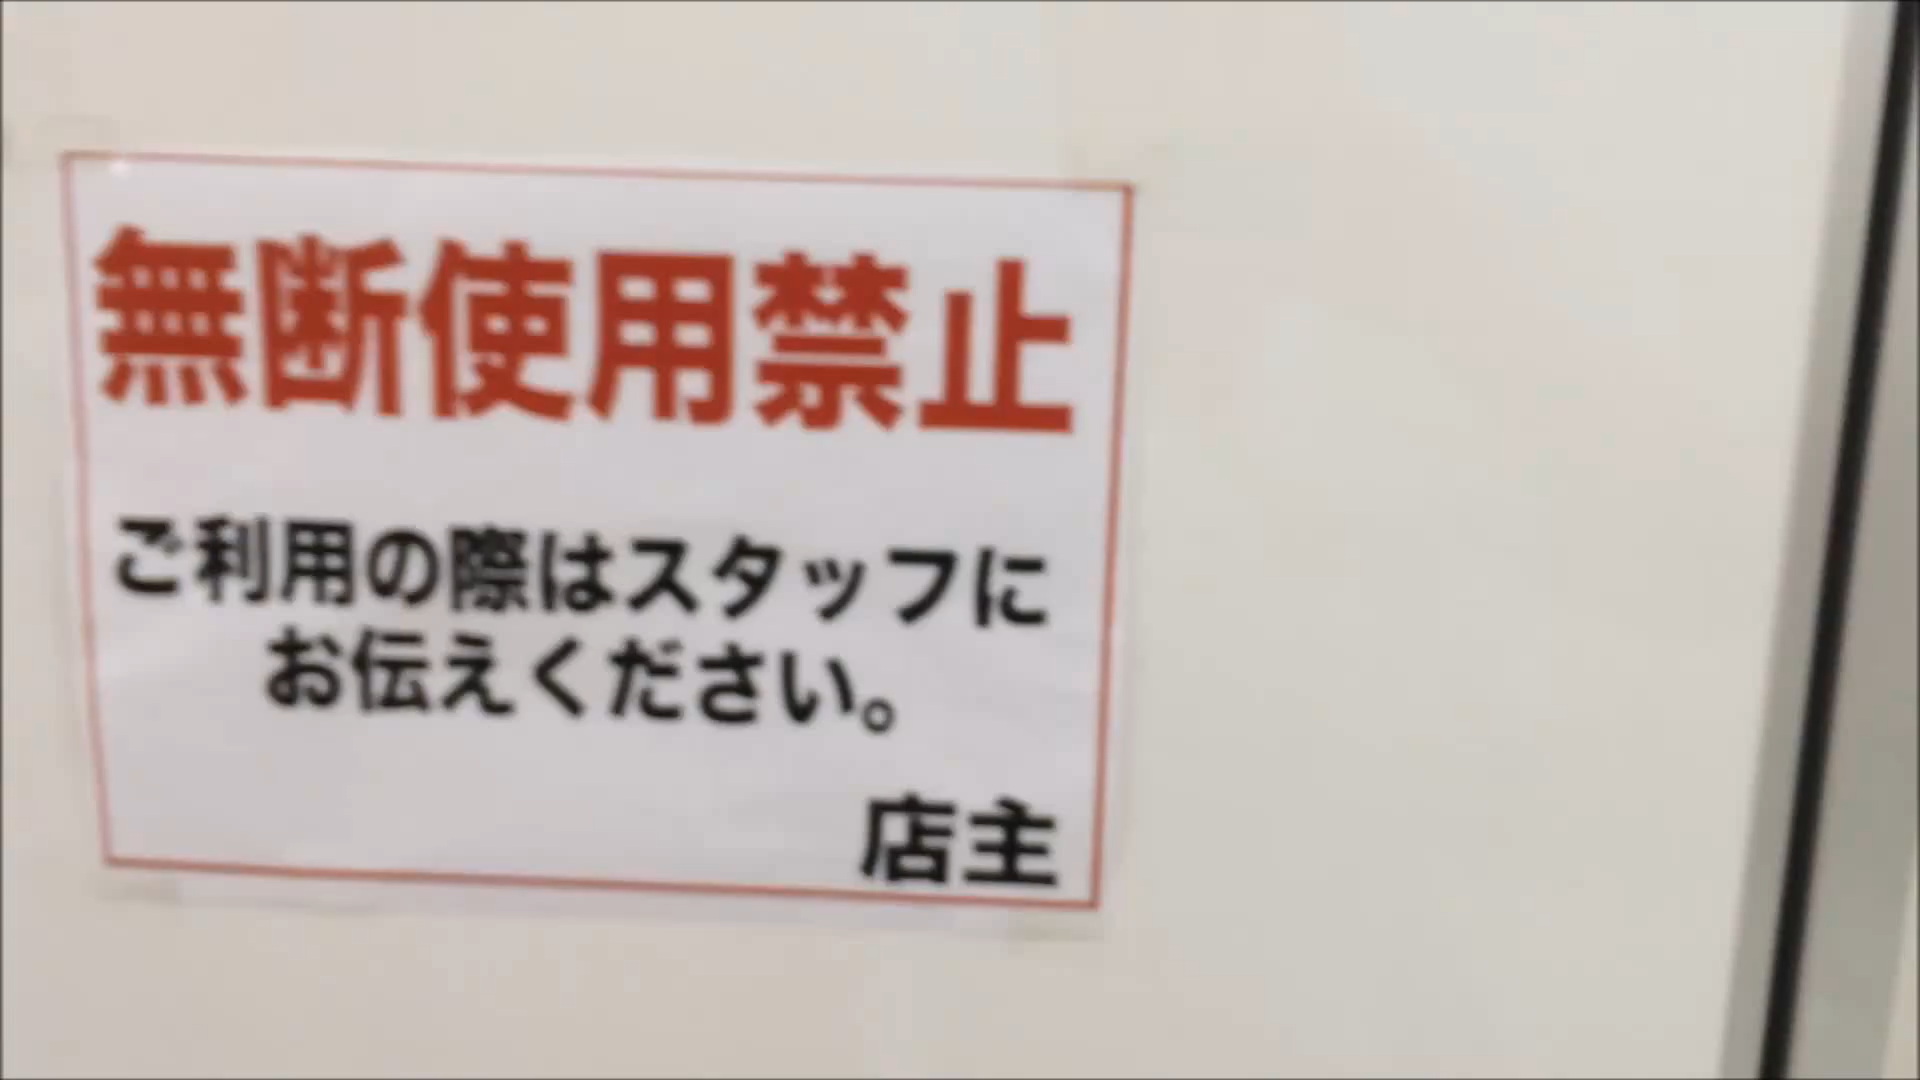 無断使用禁止
ご利用の際はスタッフに
お伝えください。
店主